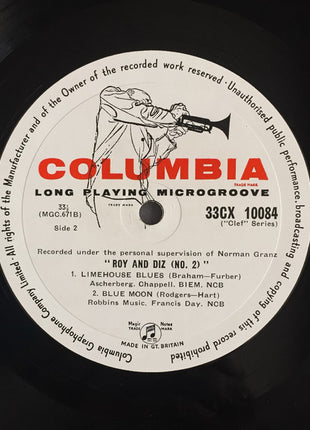 all rights of the Manufacturer and of the Owner of the recorded work reserved · Unauthorised public performance, broadcasting and copying of this record prohibited
Columbia Graphophone Company Limited ·
COLUMBIA
TRADE MARK
LONG PLAYING MICROGROOVE
TRADE MARK
33⅓
(MGC.671B)
Side 2
33CX 10084
("Clef" Series)
Recorded under the personal supervision of Norman Granz
"ROY AND DIZ (NO. 2)"
1. LIMEHOUSE BLUES (Braham—Furber)
Ascherberg. Chappell. BIEM. NCB
2. BLUE MOON (Rodgers—Hart)
Robbins Music. Francis Day. NCB
Magic Notes
TRADE MARK
MADE IN GT. BRITAIN